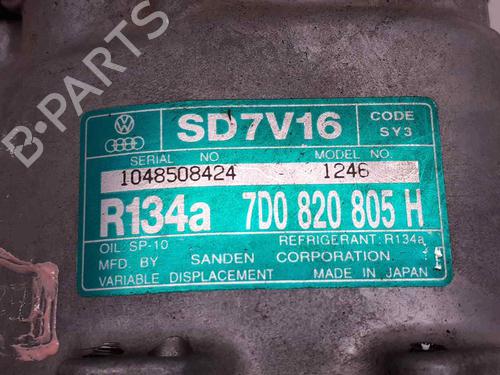 SD7V16
CODE
SY3
SERIAL NO
MODEL NO.
1048508424
1246
R134a 7D0 820 805 H
OIL: SP-10
REFRIGERANT: R134a
MFD. BY SANDEN CORPORATION
VARIABLE DISPLACEMENT MADE IN JAPAN
B-Parts
B-Parts